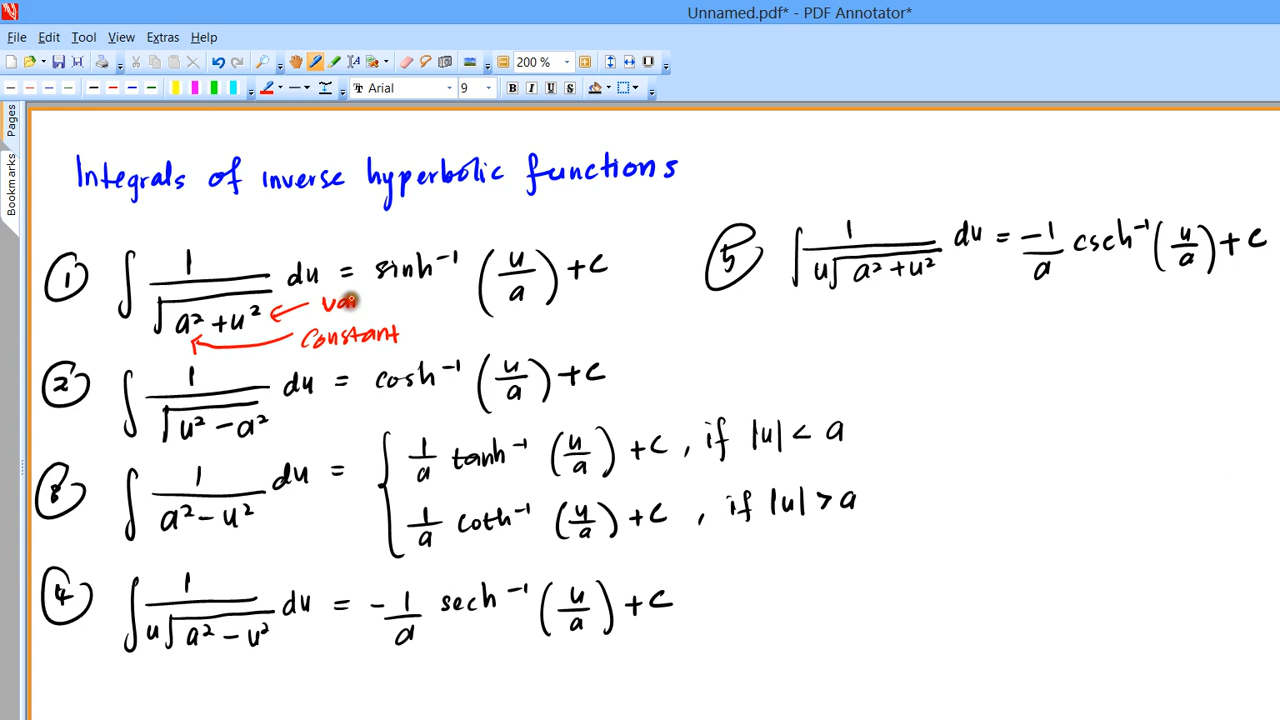 Unnamed.pdf* - PDF Annotator*
File Edit Tool View Extras Help
200 %
Arial 9 B I U S
Pages
Bookmarks
Integrals of inverse hyperbolic functions
① ∫ 1/√(a² + u²) du = sinh⁻¹ (u/a) + c
va
constant
② ∫ 1/√(u² - a²) du = cosh⁻¹ (u/a) + c
③ ∫ 1/(a² - u²) du = { 1/a tanh⁻¹ (u/a) + c , if |u| < a
1/a coth⁻¹ (u/a) + c , if |u| > a
④ ∫ 1/(u√(a² - u²)) du = - 1/a sech⁻¹ (u/a) + c
⑤ ∫ 1/(u√(a² + u²)) du = -1/a csch⁻¹ (u/a) + c